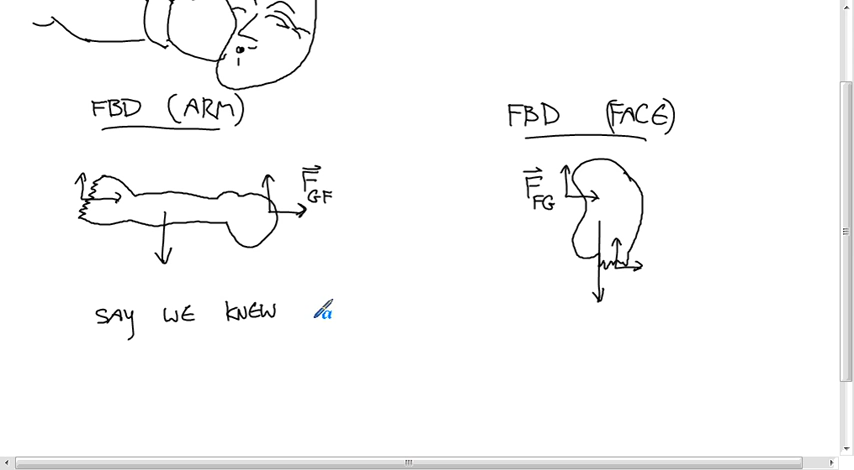 FBD (ARM)
FBD (FACE)
F GF
F FG
SAY WE KNEW